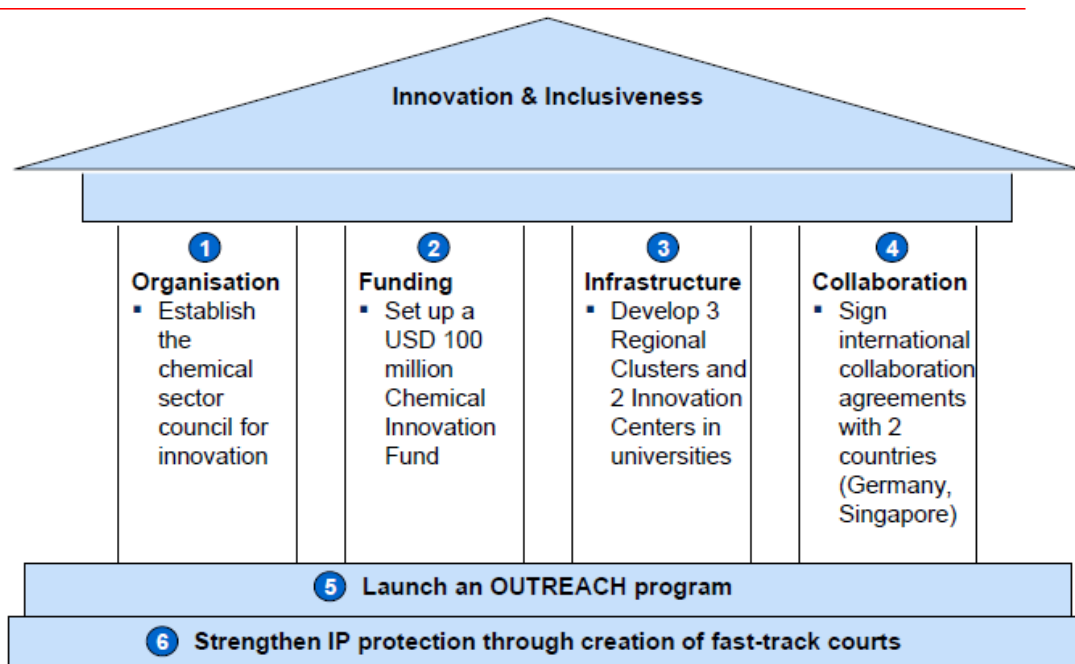 Innovation & Inclusiveness
1
Organisation
▪ Establish
the
chemical
sector
council for
innovation
2
Funding
▪ Set up a
USD 100
million
Chemical
Innovation
Fund
3
Infrastructure
▪ Develop 3
Regional
Clusters and
2 Innovation
Centers in
universities
4
Collaboration
▪ Sign
international
collaboration
agreements
with 2
countries
(Germany,
Singapore)
5 Launch an OUTREACH program
6 Strengthen IP protection through creation of fast-track courts